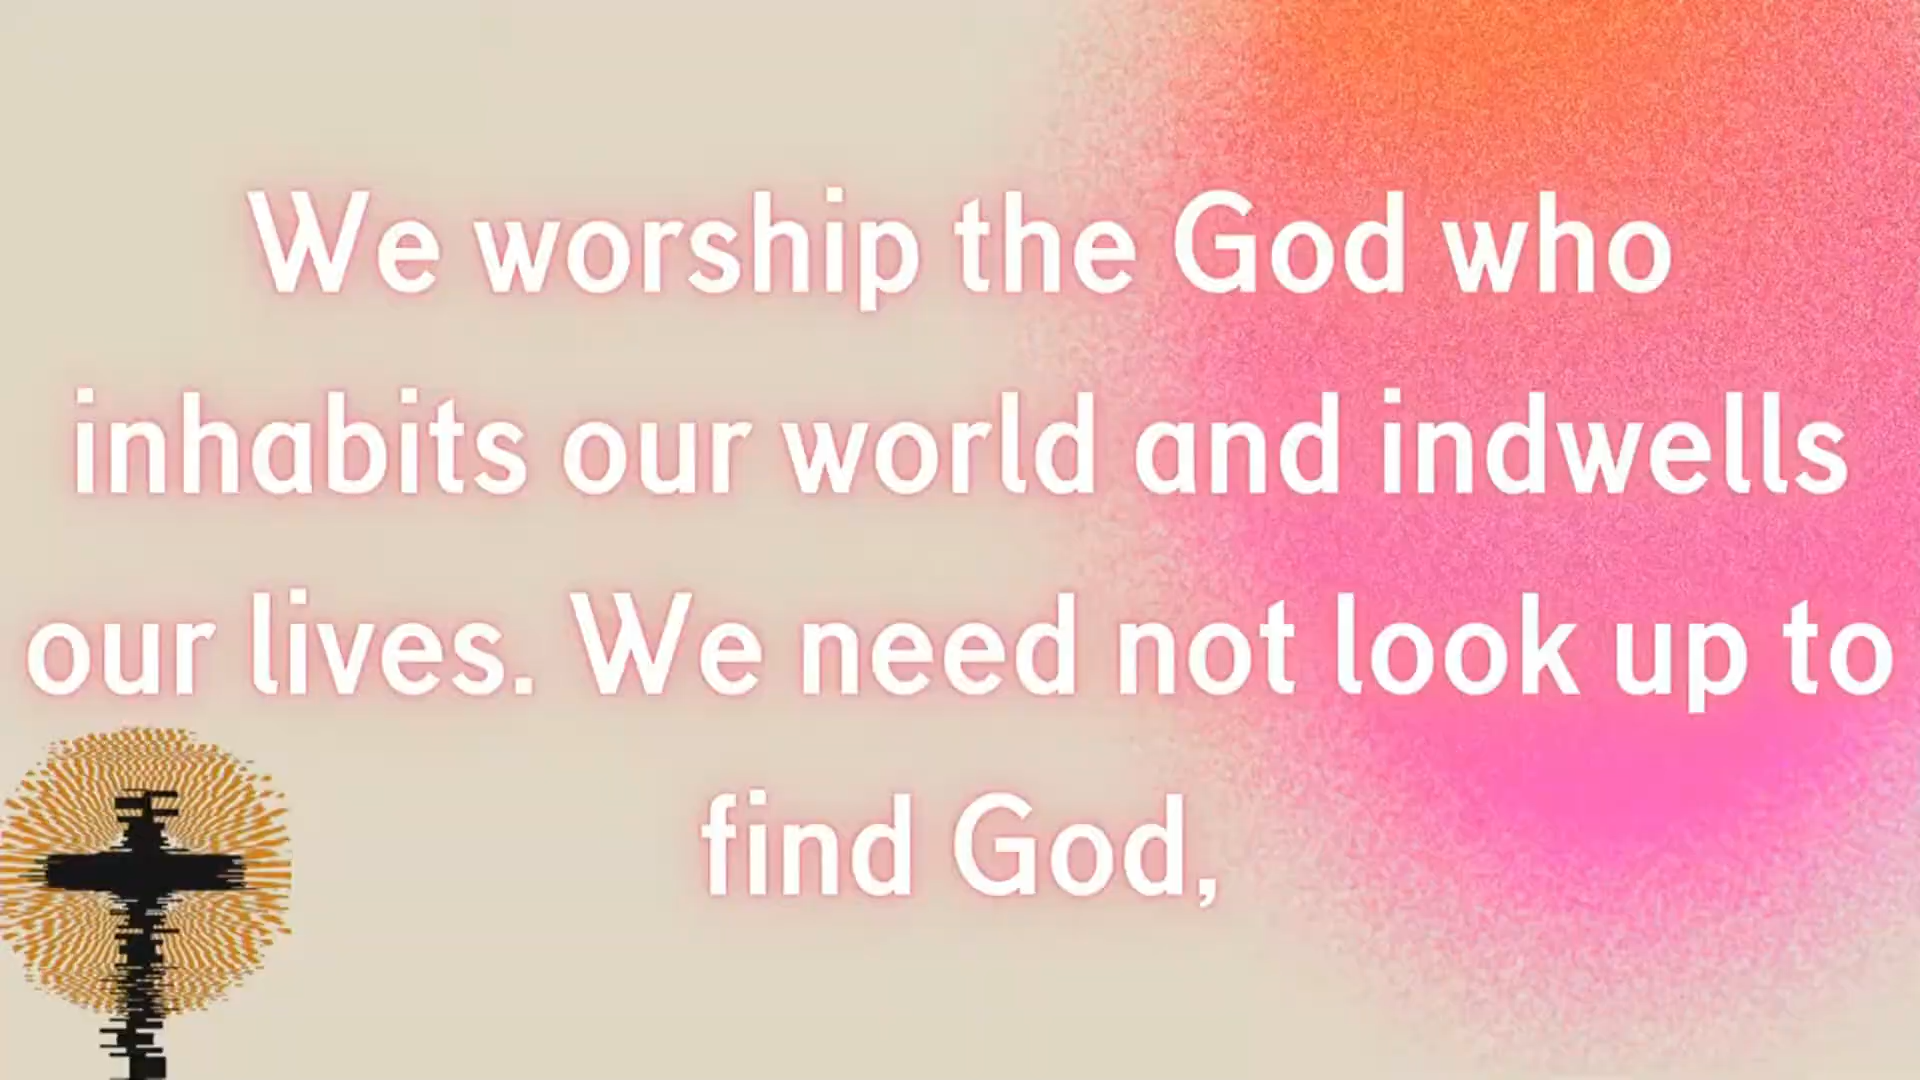 We worship the God who
inhabits our world and indwells
our lives. We need not look up to
find God,